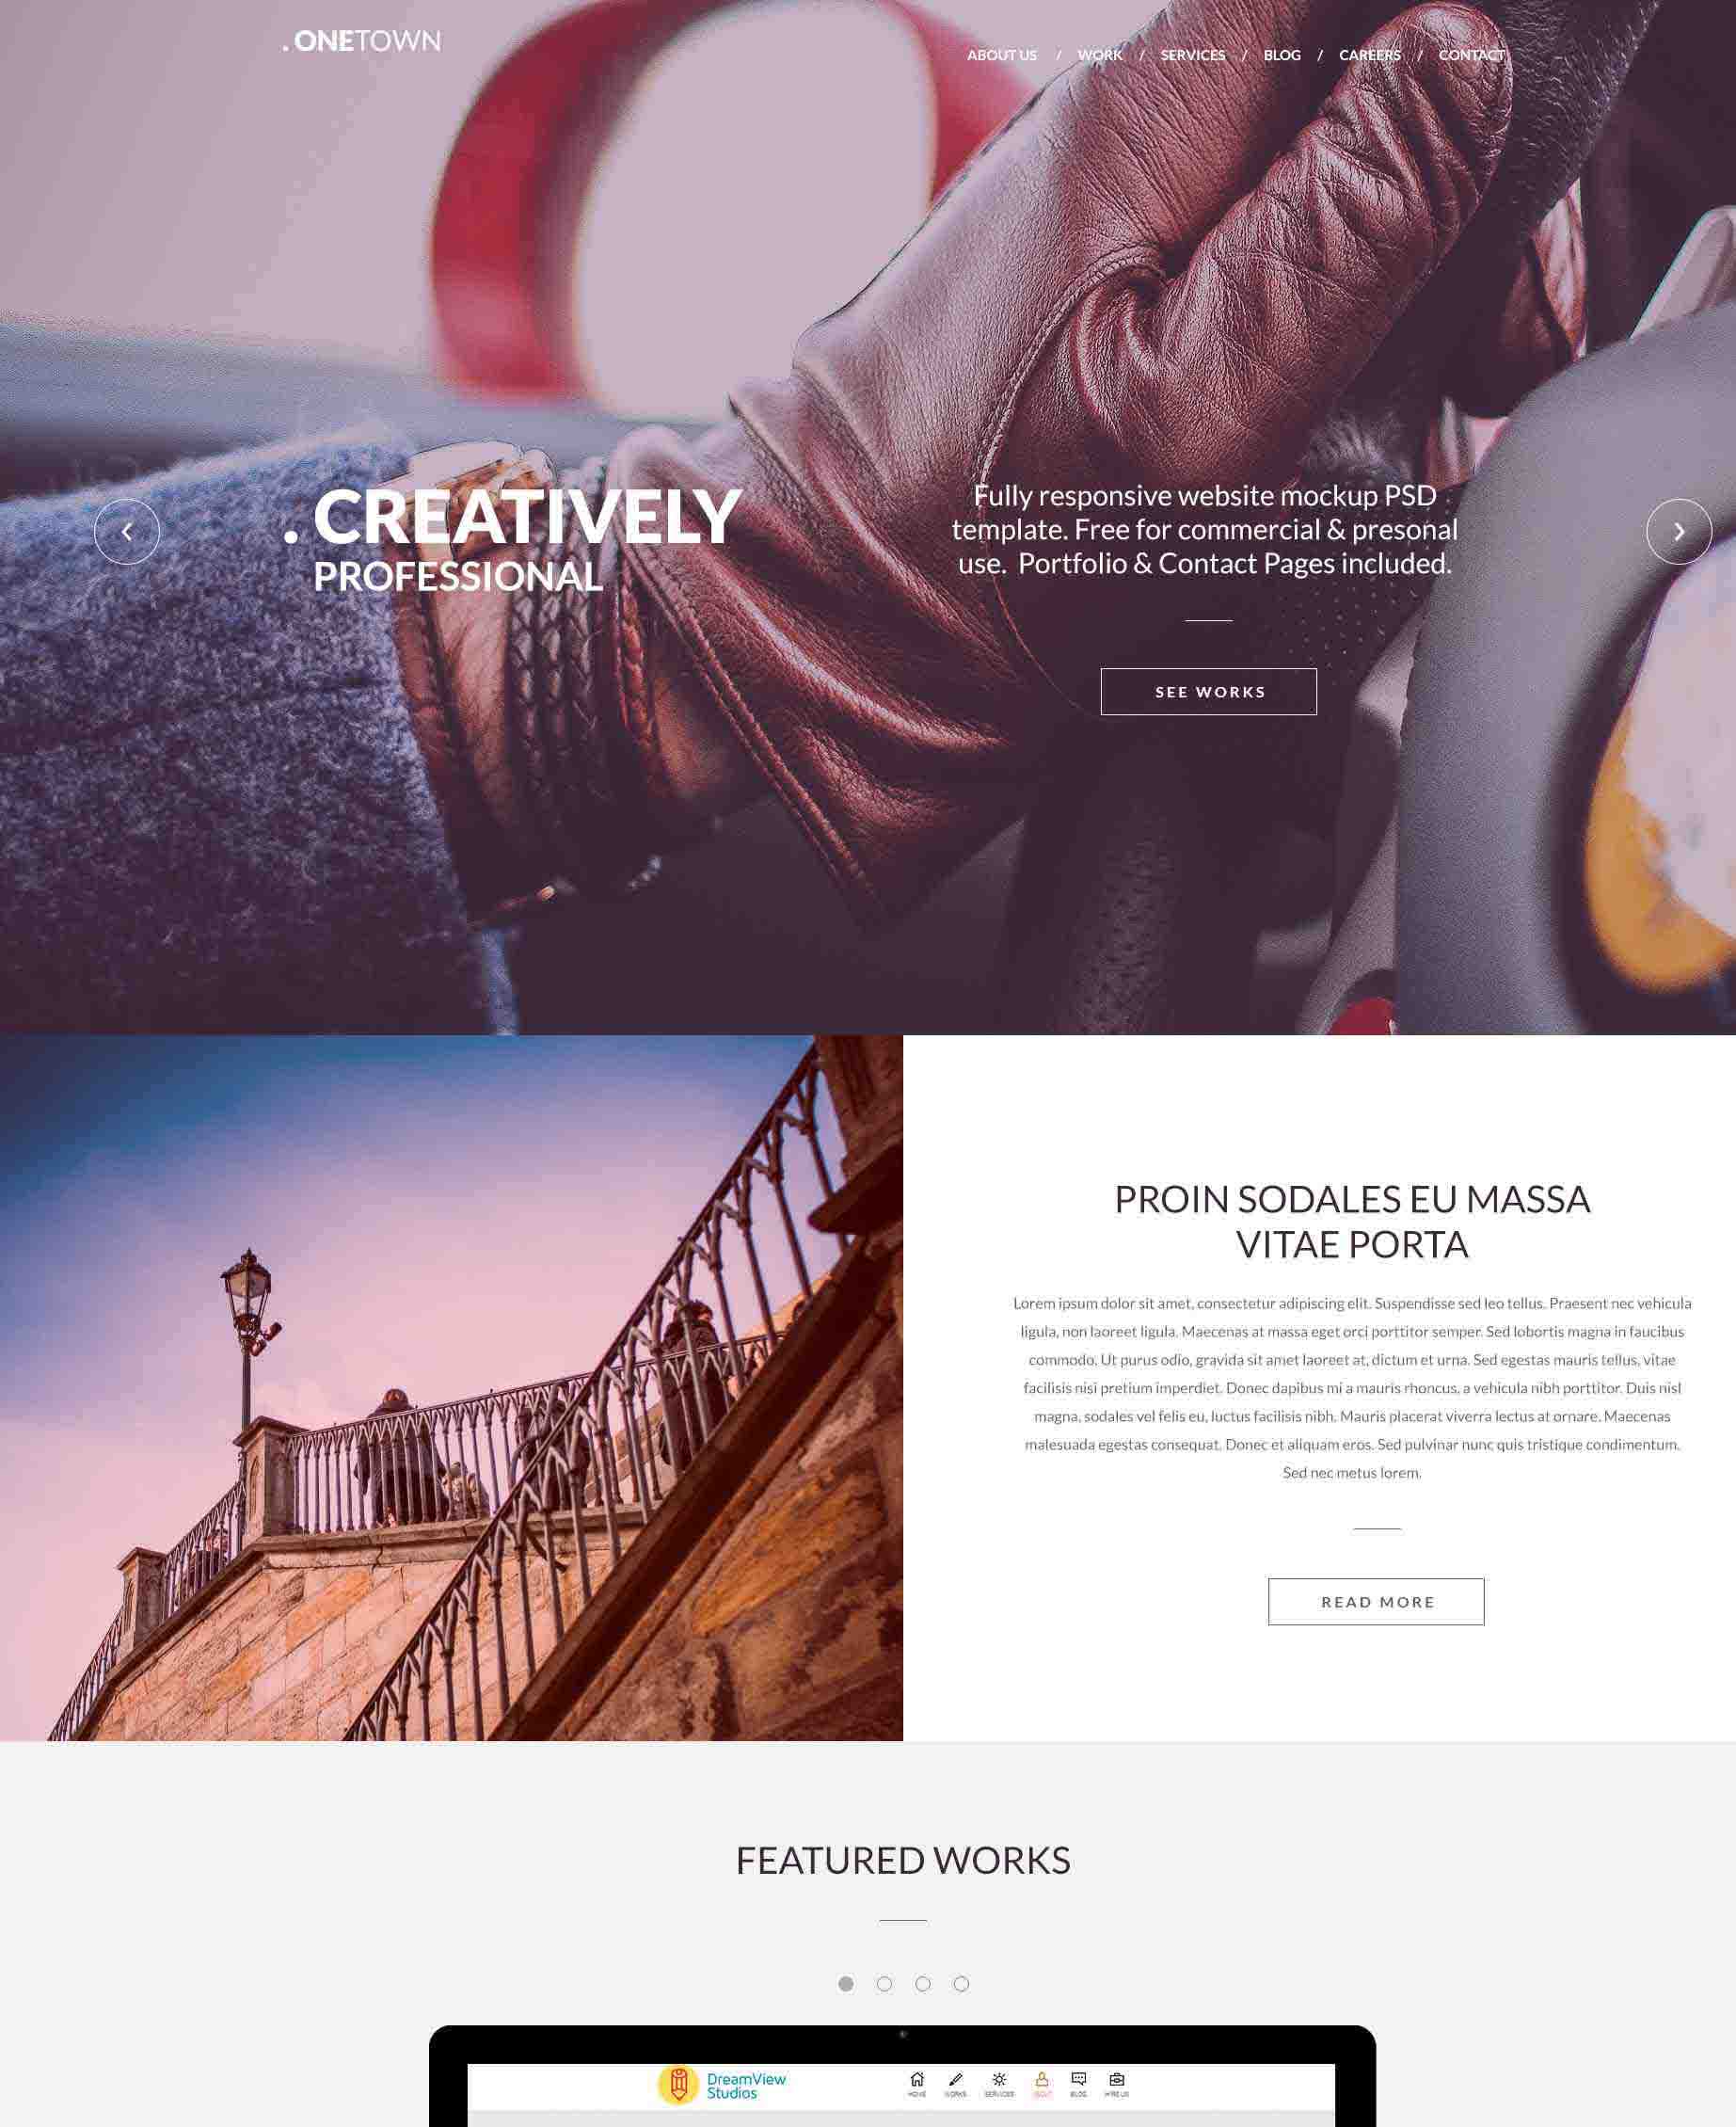 . ONETOWN
ABOUT US / WORK / SERVICES / BLOG / CAREERS / CONTACT
. CREATIVELY
PROFESSIONAL
Fully responsive website mockup PSD
template. Free for commercial & presonal
use. Portfolio & Contact Pages included.
SEE WORKS
PROIN SODALES EU MASSA
VITAE PORTA
Lorem ipsum dolor sit amet, consectetur adipiscing elit. Suspendisse sed leo tellus. Praesent nec vehicula
ligula, non laoreet ligula. Maecenas at massa eget orci porttitor semper. Sed lobortis magna in faucibus
commodo. Ut purus odio, gravida sit amet laoreet at, dictum et urna. Sed egestas mauris tellus, vitae
facilisis nisi pretium imperdiet. Donec dapibus mi a mauris rhoncus, a vehicula nibh porttitor. Duis nisl
magna, sodales vel felis eu, luctus facilisis nibh. Mauris placerat viverra lectus at ornare. Maecenas
malesuada egestas consequat. Donec et aliquam eros. Sed pulvinar nunc quis tristique condimentum.
Sed nec metus lorem.
READ MORE
FEATURED WORKS
DreamView
Studios
HOME WORKS SERVICES ABOUT BLOG HIRE US